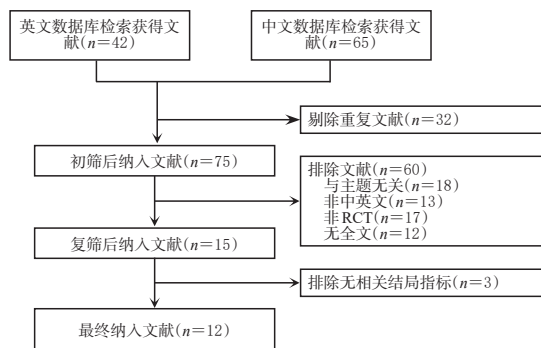 英文数据库检索获得文
献(n=42)
中文数据库检索获得文
献(n=65)
剔除重复文献(n=32)
初筛后纳入文献(n=75)
排除文献(n=60)
与主题无关(n=18)
非中英文(n=13)
非RCT(n=17)
无全文(n=12)
复筛后纳入文献(n=15)
排除无相关结局指标(n=3)
最终纳入文献(n=12)